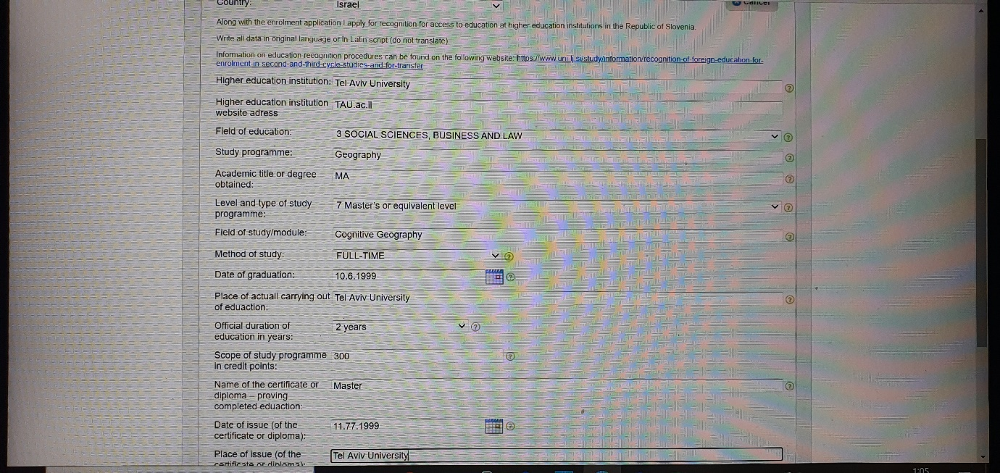 Country: Israel
Cancel
Along with the enrolment application I apply for recognition for access to education at higher education institutions in the Republic of Slovenia.
Write all data in original language or in Latin script (do not translate)
Information on education recognition procedures can be found on the following website: https://www.uni-lj.si/study/information/recognition-of-foreign-education-for-
enrolment-in-second-and-third-cycle-studies-and-for-transfer
Higher education institution: Tel Aviv University
Higher education institution TAU.ac.il
website adress
Field of education: 3 SOCIAL SCIENCES, BUSINESS AND LAW
Study programme: Geography
Academic title or degree MA
obtained:
Level and type of study 7 Master's or equivalent level
programme:
Field of study/module: Cognitive Geography
Method of study: FULL-TIME
Date of graduation: 10.6.1999
Place of actuall carrying out Tel Aviv University
of eduaction:
Official duration of 2 years
education in years:
Scope of study programme 300
in credit points:
Name of the certificate or Master
diploma – proving
completed eduaction:
Date of issue (of the 11.77.1999
certificate or diploma):
Place of issue (of the Tel Aviv University
certificate or diploma):
1:05